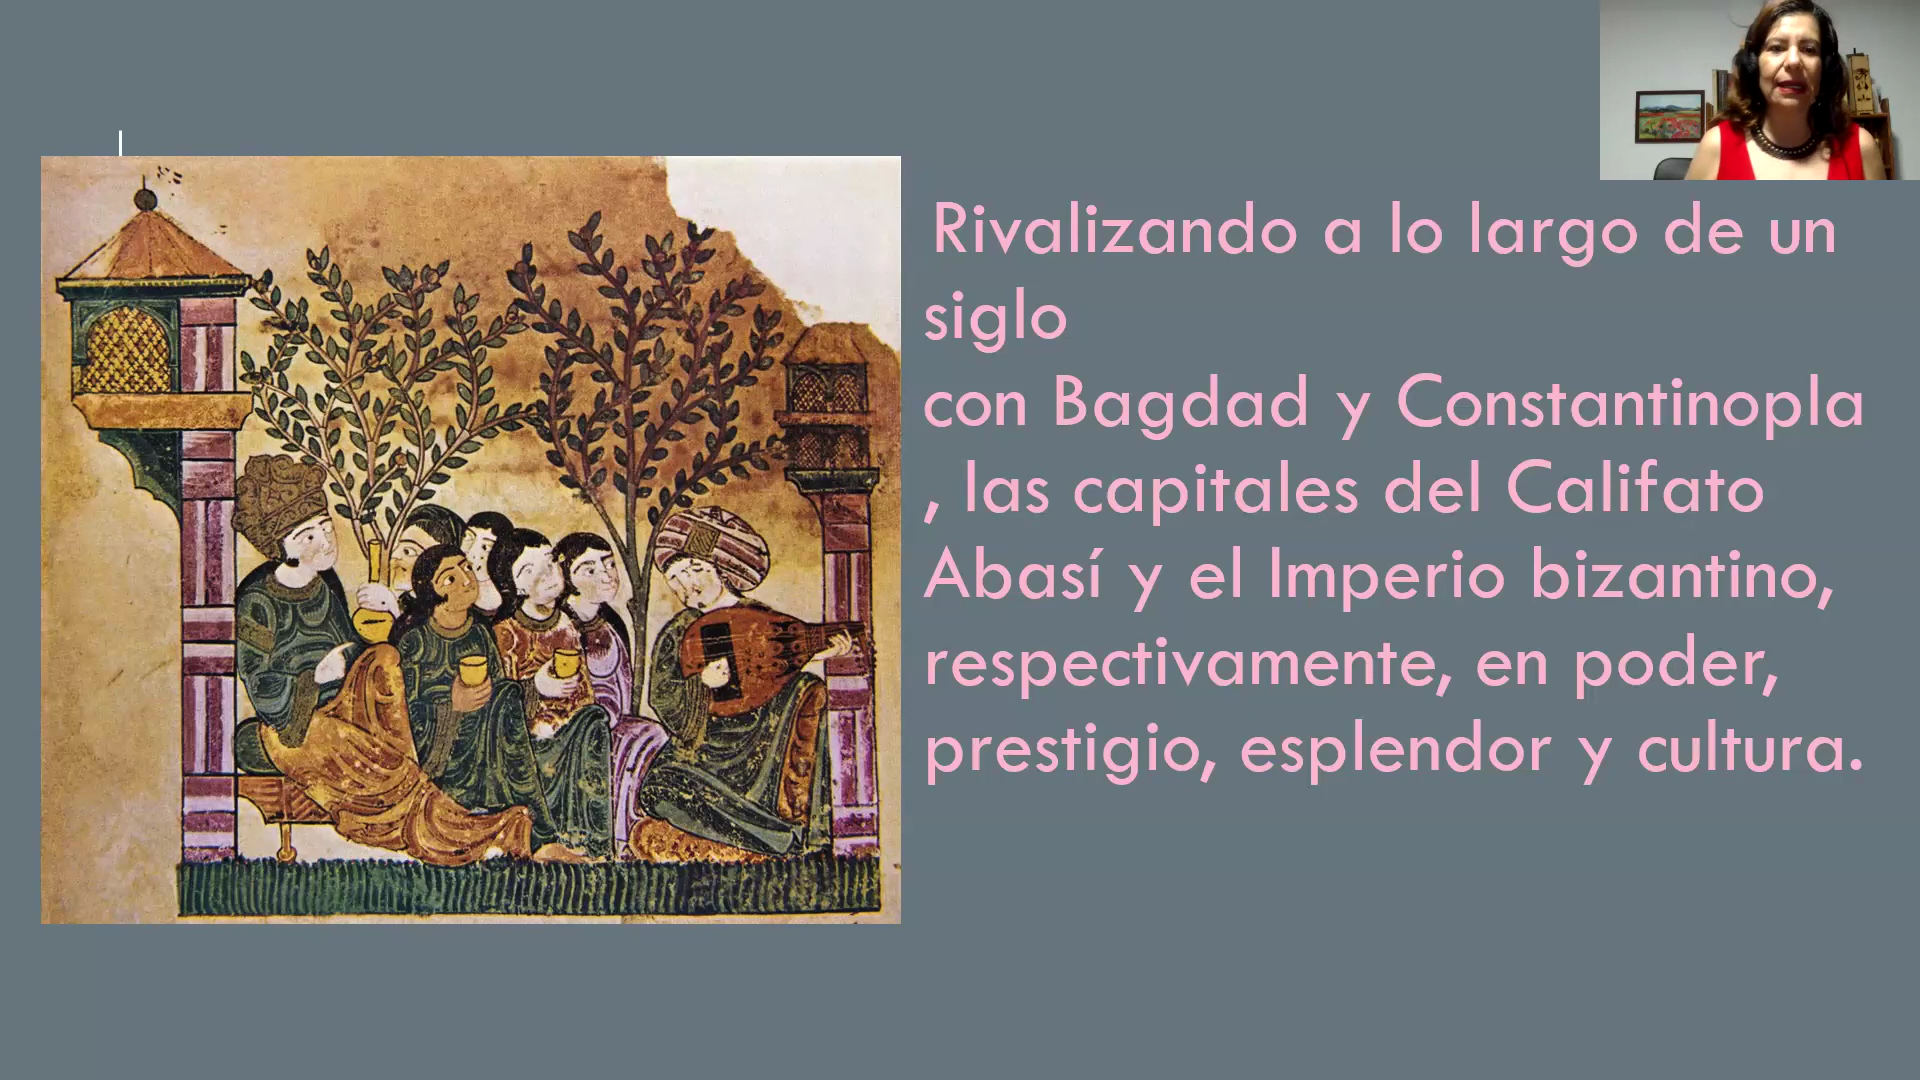 Rivalizando a lo largo de un
siglo
con Bagdad y Constantinopla
, las capitales del Califato
Abasí y el Imperio bizantino,
respectivamente, en poder,
prestigio, esplendor y cultura.